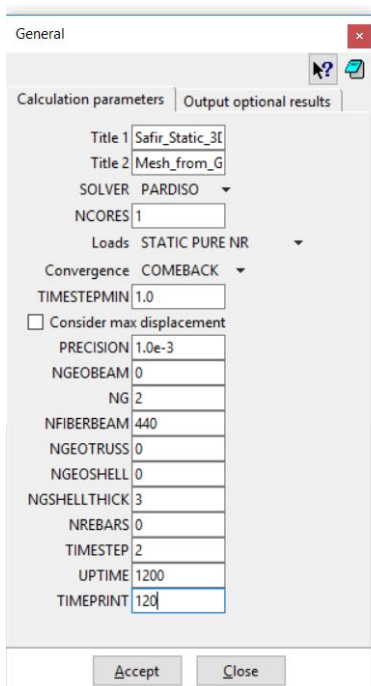 General
Calculation parameters Output optional results
Title 1 Safir_Static_3D
Title 2 Mesh_from_G
SOLVER PARDISO
NCORES 1
Loads STATIC PURE NR
Convergence COMEBACK
TIMESTEPMIN 1.0
Consider max displacement
PRECISION 1.0e-3
NGEOBEAM 0
NG 2
NFIBERBEAM 440
NGEOTRUSS 0
NGEOSHELL 0
NGSHELLTHICK 3
NREBARS 0
TIMESTEP 2
UPTIME 1200
TIMEPRINT 120
Accept Close